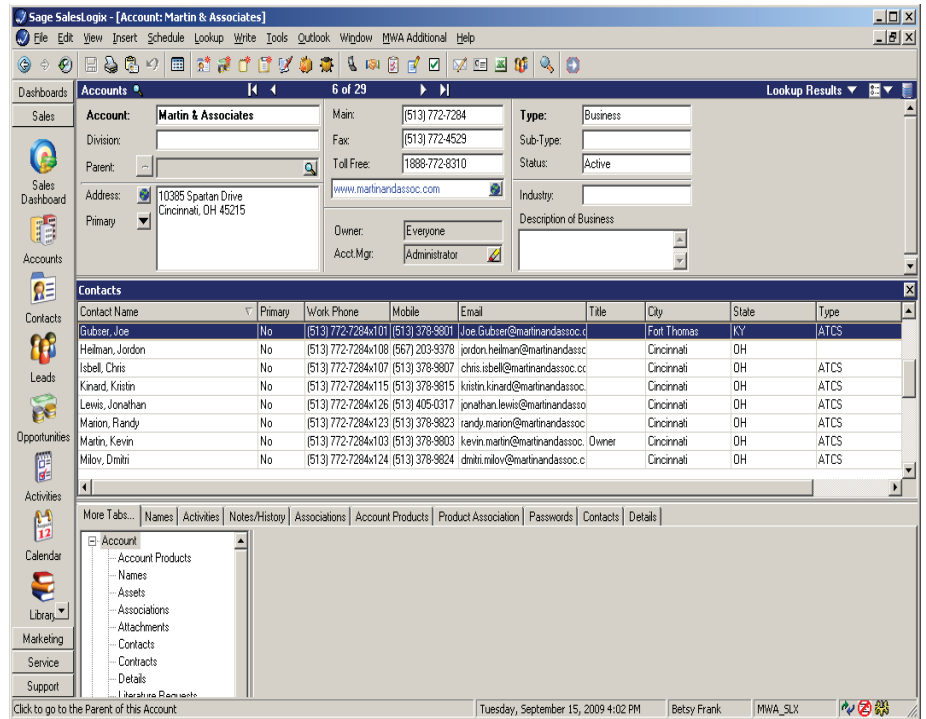 Sage SalesLogix - [Account: Martin & Associates]
File Edit View Insert Schedule Lookup Write Tools Outlook Window MWA Additional Help
Dashboards
Accounts 6 of 29 Lookup Results
Sales
Account: Martin & Associates Main: (513) 772-7284 Type: Business
Division: Fax: (513) 772-4529 Sub-Type:
Parent: Toll Free: 1888-772-8310 Status: Active
Sales
Dashboard
Address: 10385 Spartan Drive www.martinandassoc.com Industry:
Primary Cincinnati, OH 45215 Description of Business
Owner: Everyone
Acct.Mgr: Administrator
Accounts
Contacts
Contact Name Primary Work Phone Mobile Email Title City State Type
Gubser, Joe No (513) 772-7284x101 (513) 378-9801 Joe.Gubser@martinandassoc.c Fort Thomas KY ATCS
Heilman, Jordon No (513) 772-7284x108 (567) 203-9378 jordon.heilman@martinandassc Cincinnati OH
Isbell, Chris No (513) 772-7284x107 (513) 378-9807 chris.isbell@martinandassoc.cc Cincinnati OH ATCS
Kinard, Kristin No (513) 772-7284x115 (513) 378-9815 kristin.kinard@martinandassoc. Cincinnati OH ATCS
Lewis, Jonathan No (513) 772-7284x126 (513) 405-0317 jonathan.lewis@martinandasso Cincinnati OH ATCS
Marion, Randy No (513) 772-7284x123 (513) 378-9823 randy.marion@martinandassoc Cincinnati OH ATCS
Martin, Kevin No (513) 772-7284x103 (513) 378-9803 kevin.martin@martinandassoc. Owner Cincinnati OH ATCS
Milov, Dmitri No (513) 772-7284x124 (513) 378-9824 dmitri.milov@martinandassoc.c Cincinnati OH ATCS
Contacts
Leads
Opportunities
Activities
More Tabs... Names Activities Notes/History Associations Account Products Product Association Passwords Contacts Details
12
Calendar
Account
Account Products
Names
Assets
Associations
Attachments
Contacts
Contracts
Details
Literature Requests
Library
Marketing
Service
Support
Click to go to the Parent of this Account Tuesday, September 15, 2009 4:02 PM Betsy Frank MWA_SLX